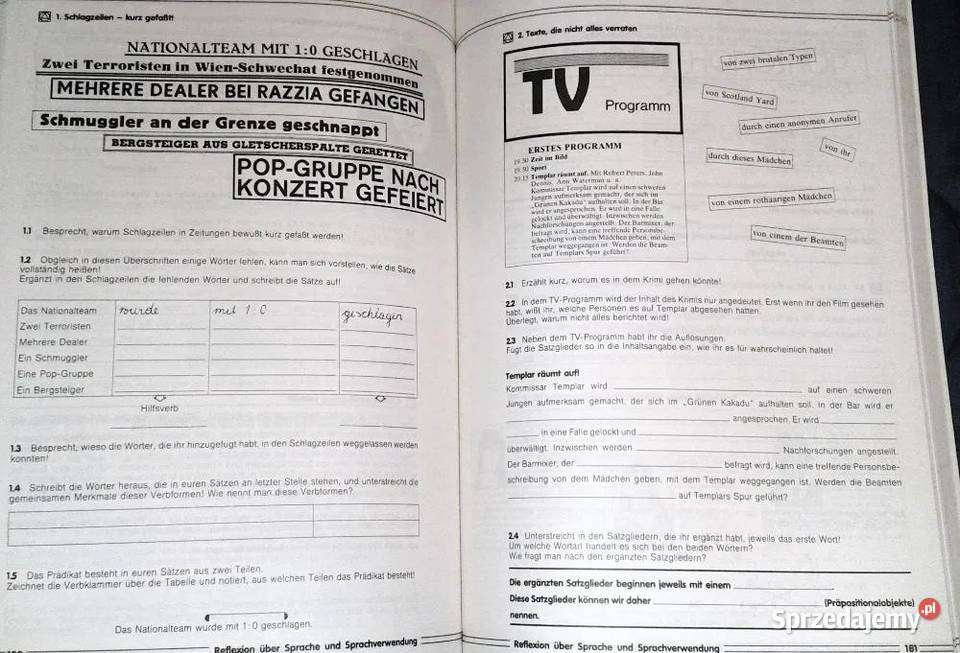 1. Schlagzeilen – kurz gefaßt!
NATIONALTEAM MIT 1:0 GESCHLAGEN
Zwei Terroristen in Wien-Schwechat festgenommen
MEHRERE DEALER BEI RAZZIA GEFANGEN
Schmuggler an der Grenze geschnappt
BERGSTEIGER AUS GLETSCHERSPALTE GERETTET
POP-GRUPPE NACH
KONZERT GEFEIERT
1.1 Besprecht, warum Schlagzeilen in Zeitungen bewußt kurz gefaßt werden!
1.2 Obgleich in diesen Überschriften einige Wörter fehlen, kann man sich vorstellen, wie die Sätze
vollständig heißen!
Ergänzt in den Schlagzeilen die fehlenden Wörter und schreibt die Sätze auf!
Das Nationalteam wurde mit 1:0 geschlagen
Zwei Terroristen
Mehrere Dealer
Ein Schmuggler
Eine Pop-Gruppe
Ein Bergsteiger
Hilfsverb
1.3 Besprecht, wieso die Wörter, die ihr hinzugefügt habt, in den Schlagzeilen weggelassen werden
konnten!
1.4 Schreibt die Wörter heraus, die in euren Sätzen an letzter Stelle stehen, und unterstreicht die
gemeinsamen Merkmale dieser Verbformen! Wie nennt man diese Verbformen?
1.5 Das Prädikat besteht in euren Sätzen aus zwei Teilen.
Zeichnet die Verbklammer über die Tabelle und notiert, aus welchen Teilen das Prädikat besteht!
Das Nationalteam wurde mit 1:0 geschlagen.
Reflexion über Sprache und Sprachverwendung
2. Texte, die nicht alles verraten
TV
Programm
ERSTES PROGRAMM
19.30 Zeit im Bild
19.50 Sport
20.15 Templar räumt auf. Mit Robert Peters, John
Dennis, Ann Waterman u. a.
Kommissar Templar wird auf einen schweren
Jungen aufmerksam gemacht, der sich im
„Grünen Kakadu“ aufhalten soll. In der Bar
wird er angesprochen. Er wird in eine Falle
gelockt und überwältigt. Inzwischen werden
Nachforschungen angestellt. Der Barmixer, der
befragt wird, kann eine treffende Personsbe-
schreibung von einem Mädchen geben, mit dem
Templar weggegangen ist. Werden die Beam-
ten auf Templars Spur geführt?
von zwei brutalen Typen
von Scotland Yard
durch einen anonymen Anrufer
von ihr
durch dieses Mädchen
von einem rothaarigen Mädchen
von einem der Beamten
2.1 Erzählt kurz, worum es in dem Krimi gehen könnte!
2.2 In dem TV-Programm wird der Inhalt des Krimis nur angedeutet. Erst wenn ihr den Film gesehen
habt, wißt ihr, welche Personen es auf Templar abgesehen hatten.
Überlegt, warum nicht alles berichtet wird!
2.3 Neben dem TV-Programm habt ihr die Auflösungen.
Fügt die Satzglieder so in die Inhaltsangabe ein, wie ihr es für wahrscheinlich haltet!
Templar räumt auf!
Kommissar Templar wird auf einen schweren
Jungen aufmerksam gemacht, der sich im „Grünen Kakadu“ aufhalten soll. In der Bar wird er
angesprochen. Er wird
in eine Falle gelockt und
überwältigt. Inzwischen werden Nachforschungen angestellt.
Der Barmixer, der befragt wird, kann eine treffende Personsbe-
schreibung von dem Mädchen geben, mit dem Templar weggegangen ist. Werden die Beamten
auf Templars Spur geführt?
2.4 Unterstreicht in den Satzgliedern, die ihr ergänzt habt, jeweils das erste Wort!
Um welche Wortart handelt es sich bei den beiden Wörtern?
Wie fragt man nach den ergänzten Satzgliedern?
Die ergänzten Satzglieder beginnen jeweils mit einem
Diese Satzglieder können wir daher (Präpositionalobjekte)
nennen.
Reflexion über Sprache und Sprachverwendung 161
Sprzedajemy.pl